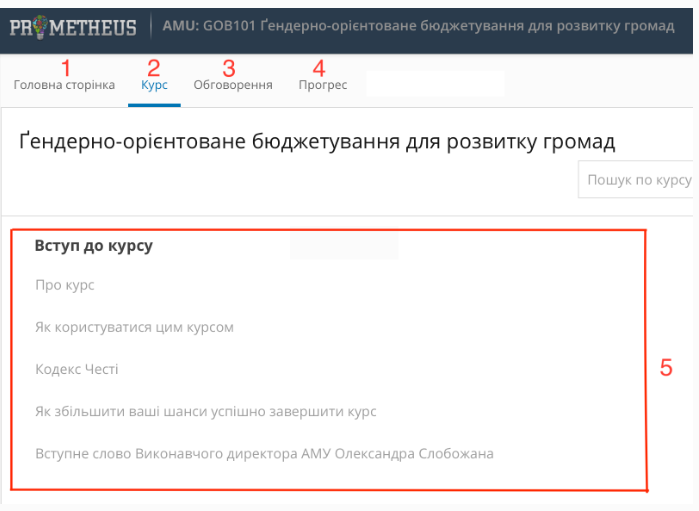 PROMETHEUS AMU: GOB101 Ґендерно-орієнтоване бюджетування для розвитку громад
1 2 3 4
Головна сторінка Курс Обговорення Прогрес
Ґендерно-орієнтоване бюджетування для розвитку громад
Пошук по курсу
Вступ до курсу
Про курс
Як користуватися цим курсом
Кодекс Честі
5
Як збільшити ваші шанси успішно завершити курс
Вступне слово Виконавчого директора АМУ Олександра Слобожана